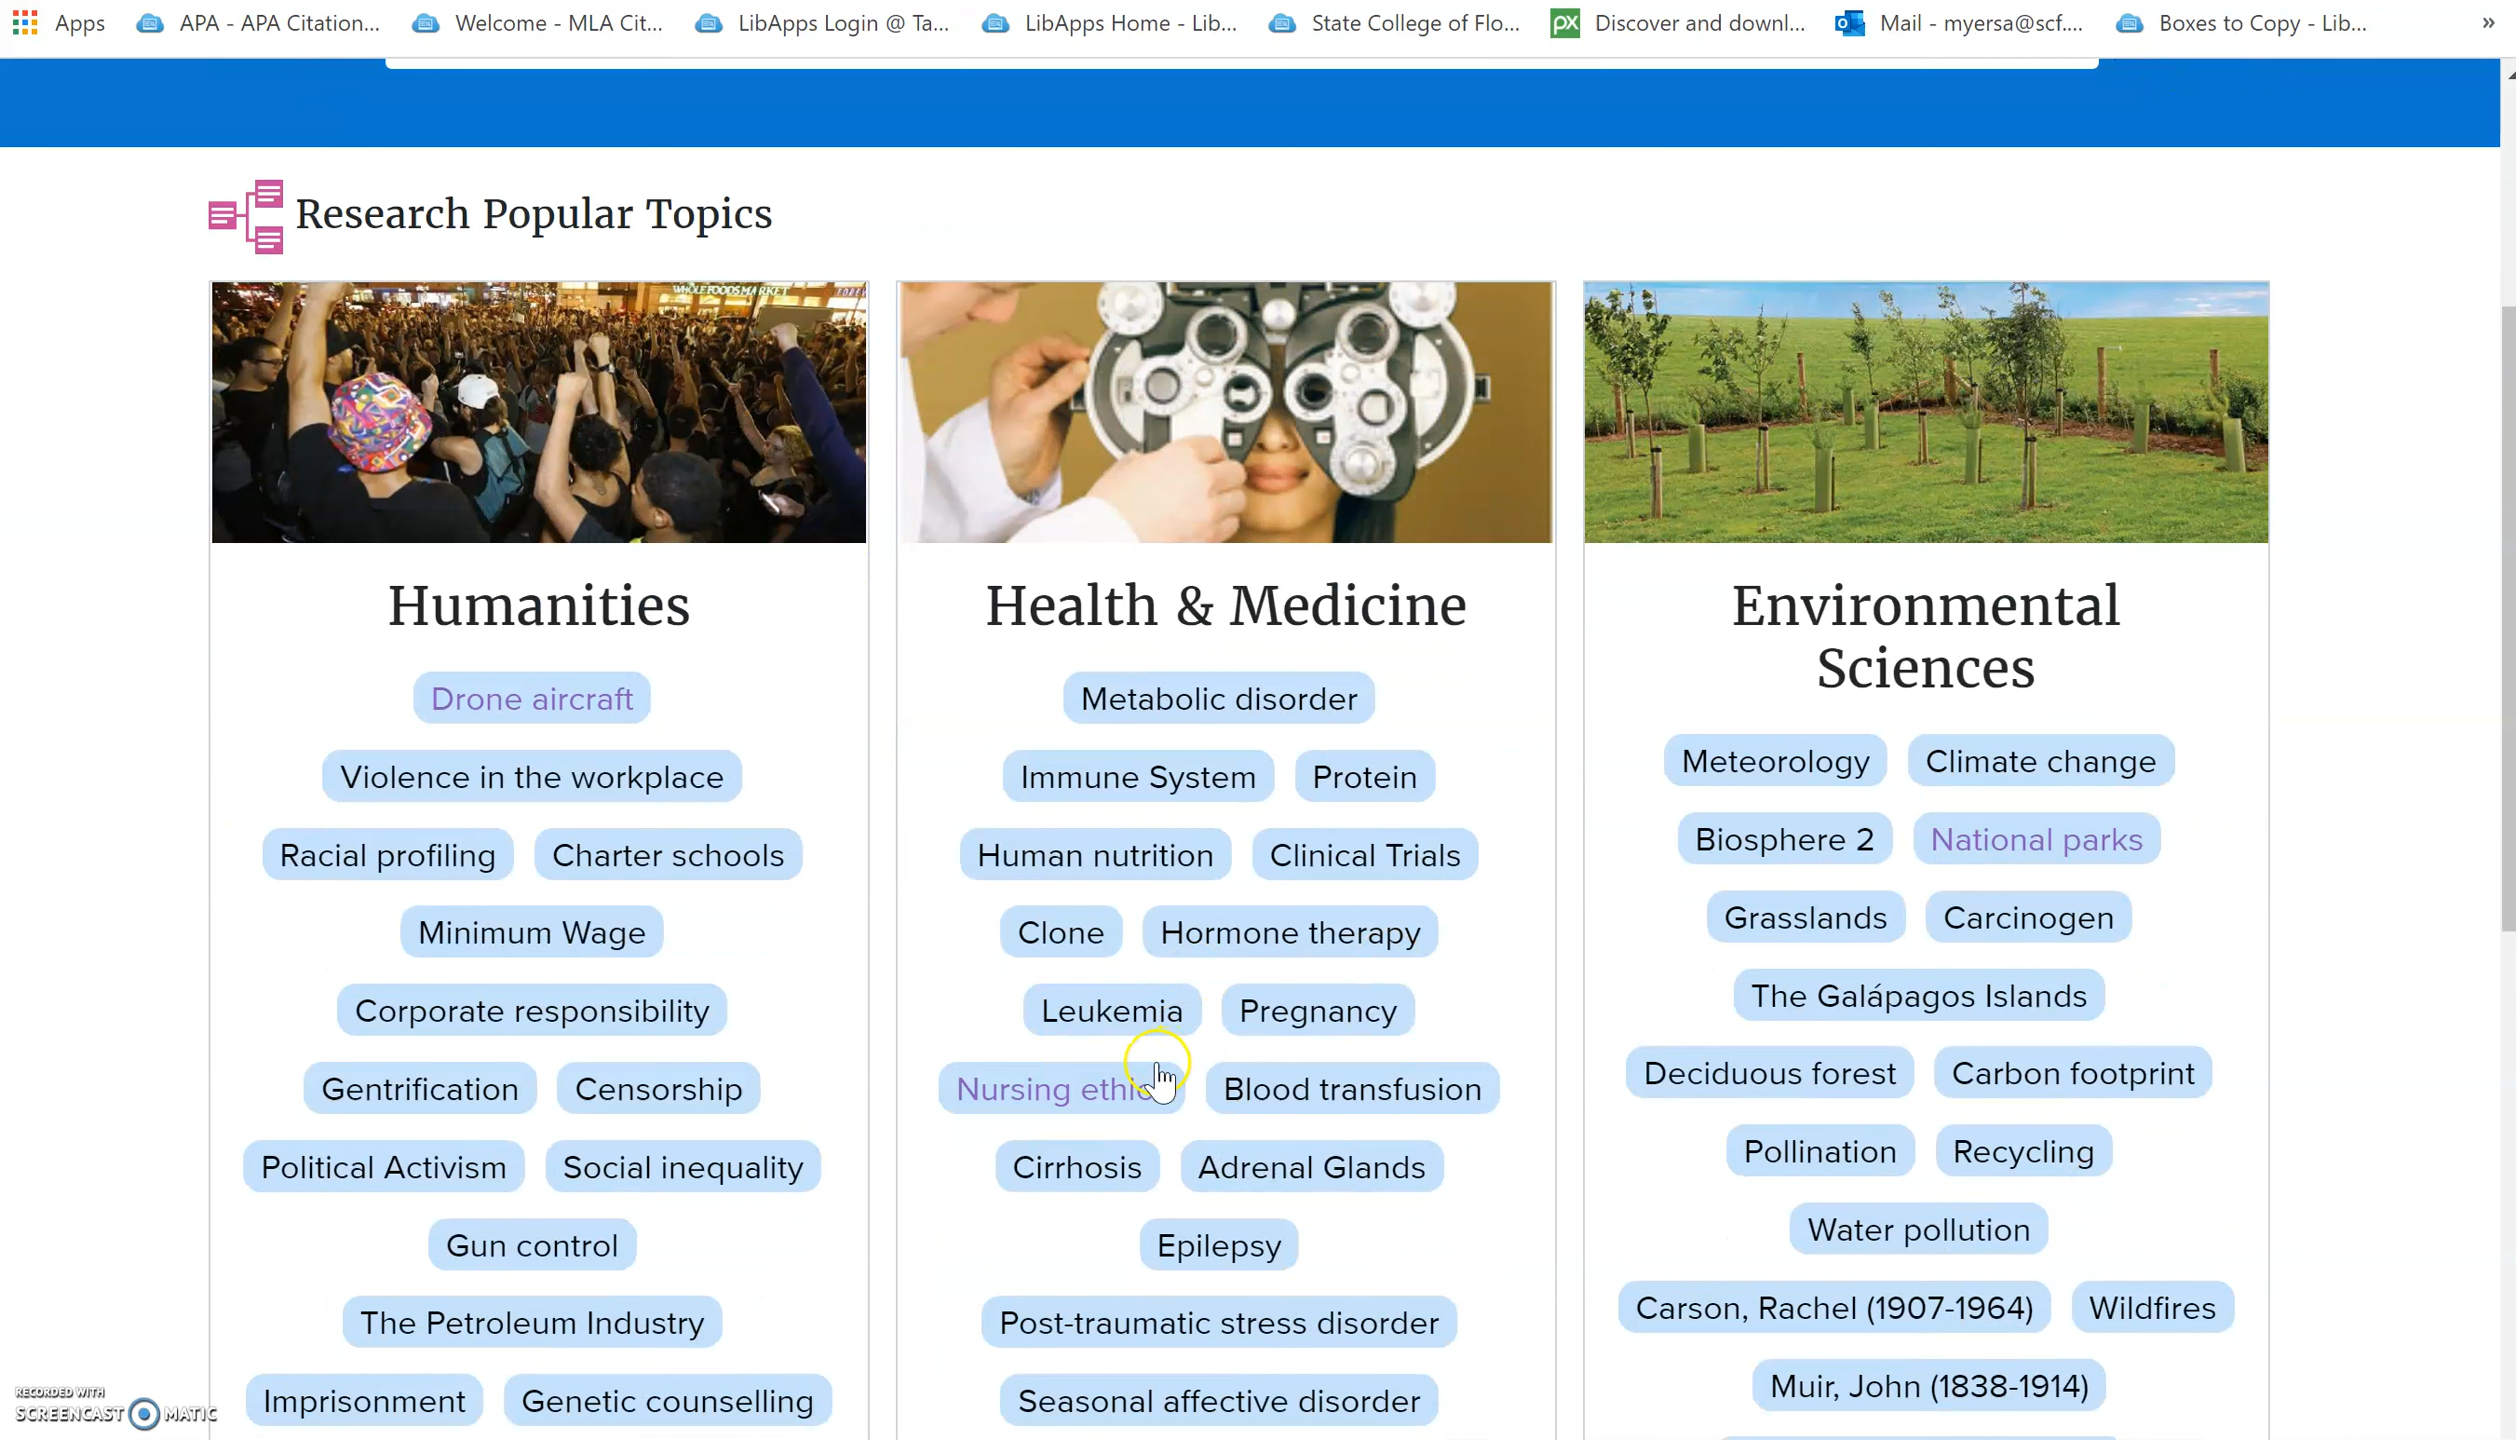 Apps APA - APA Citation... Welcome - MLA Cit... LibApps Login @ Ta... LibApps Home - Lib... State College of Flo... px Discover and downl... Mail - myersa@scf.... Boxes to Copy - Lib... »
Research Popular Topics
WHOLE FOODS MARKET
Humanities
Drone aircraft
Violence in the workplace
Racial profiling Charter schools
Minimum Wage
Corporate responsibility
Gentrification Censorship
Political Activism Social inequality
Gun control
The Petroleum Industry
Imprisonment Genetic counselling
Health & Medicine
Metabolic disorder
Immune System Protein
Human nutrition Clinical Trials
Clone Hormone therapy
Leukemia Pregnancy
Nursing Blood transfusion
Cirrhosis Adrenal Glands
Epilepsy
Post-traumatic stress disorder
Seasonal affective disorder
Environmental
Sciences
Meteorology Climate change
Biosphere 2 National parks
Grasslands Carcinogen
The Galápagos Islands
Deciduous forest Carbon footprint
Pollination Recycling
Water pollution
Carson, Rachel (1907-1964) Wildfires
Muir, John (1838-1914)
RECORDED WITH
SCREENCAST MATIC